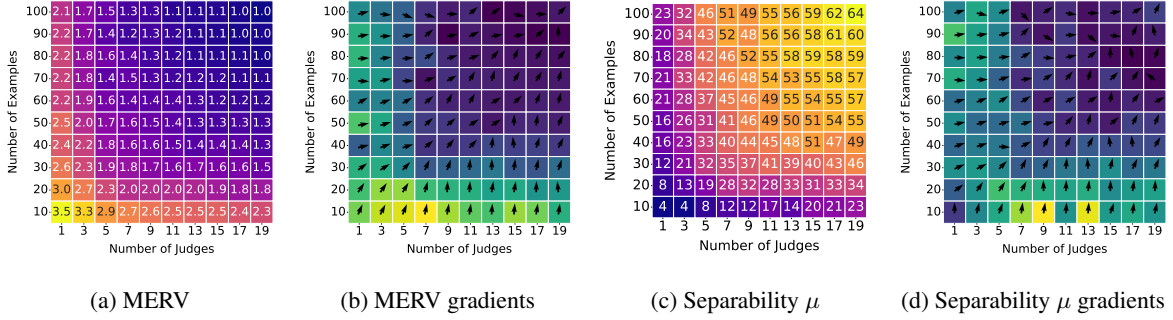 Number of Examples
100 2.1 1.7 1.5 1.3 1.3 1.2 1.1 1.1 1.0 1.0
90 2.2 1.7 1.4 1.2 1.2 1.1 1.1 1.1 1.0 1.0
80 2.2 1.8 1.4 1.3 1.2 1.2 1.1 1.1 1.1 1.0
70 2.2 1.8 1.4 1.5 1.3 1.2 1.2 1.1 1.1 1.1
60 2.2 1.9 1.6 1.4 1.4 1.3 1.3 1.2 1.2 1.2
50 2.5 2.0 1.7 1.6 1.5 1.4 1.3 1.3 1.3 1.2
40 2.4 2.1 1.8 1.7 1.5 1.5 1.4 1.4 1.4 1.3
30 2.6 2.3 1.9 1.8 1.7 1.7 1.6 1.7 1.6 1.5
20 3.0 2.7 2.3 2.0 2.0 2.0 2.0 1.9 1.8 1.8
10 3.5 3.3 2.9 2.7 2.6 2.5 2.5 2.5 2.4 2.3
1 3 5 7 9 11 13 15 17 19
Number of Judges
(a) MERV
Number of Examples
100
90
80
70
60
50
40
30
20
10
1 3 5 7 9 11 13 15 17 19
Number of Judges
(b) MERV gradients
Number of Examples
100 23 32 46 51 49 55 56 59 62 64
90 20 34 43 52 48 56 56 58 61 60
80 18 28 42 46 52 55 58 59 58 58
70 21 33 42 46 48 54 53 55 58 57
60 21 28 37 45 46 49 55 54 55 57
50 16 26 31 45 46 49 50 51 54 55
40 16 23 33 40 44 45 48 51 47 49
30 12 21 32 35 37 41 39 40 43 46
20 8 13 19 28 32 28 33 31 33 34
10 4 4 8 12 12 17 14 20 21 23
1 3 5 7 9 11 13 15 17 19
Number of Judges
(c) Separability μ
Number of Examples
100
90
80
70
60
50
40
30
20
10
1 3 5 7 9 11 13 15 17 19
Number of Judges
(d) Separability μ gradients